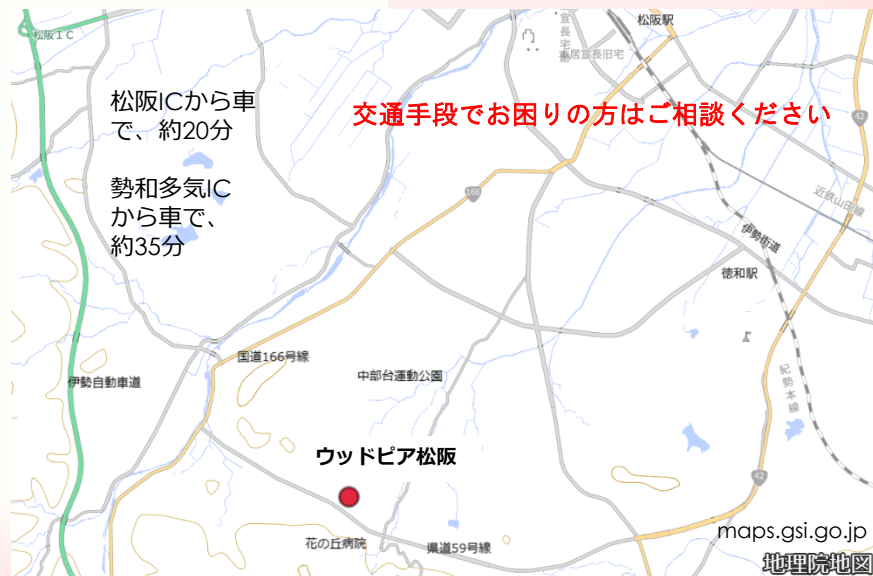 松阪IC
松阪駅
宣長宅跡
本居宣長旧宅
松阪ICから車
で、約20分
交通手段でお困りの方はご相談ください
42
勢和多気IC
から車で、
約35分
166
近鉄山田線
伊勢街道
徳和駅
国道166号線
中部台運動公園
伊勢自動車道
紀勢本線
ウッドピア松阪
42
花の丘病院
県道59号線
maps.gsi.go.jp
地理院地図